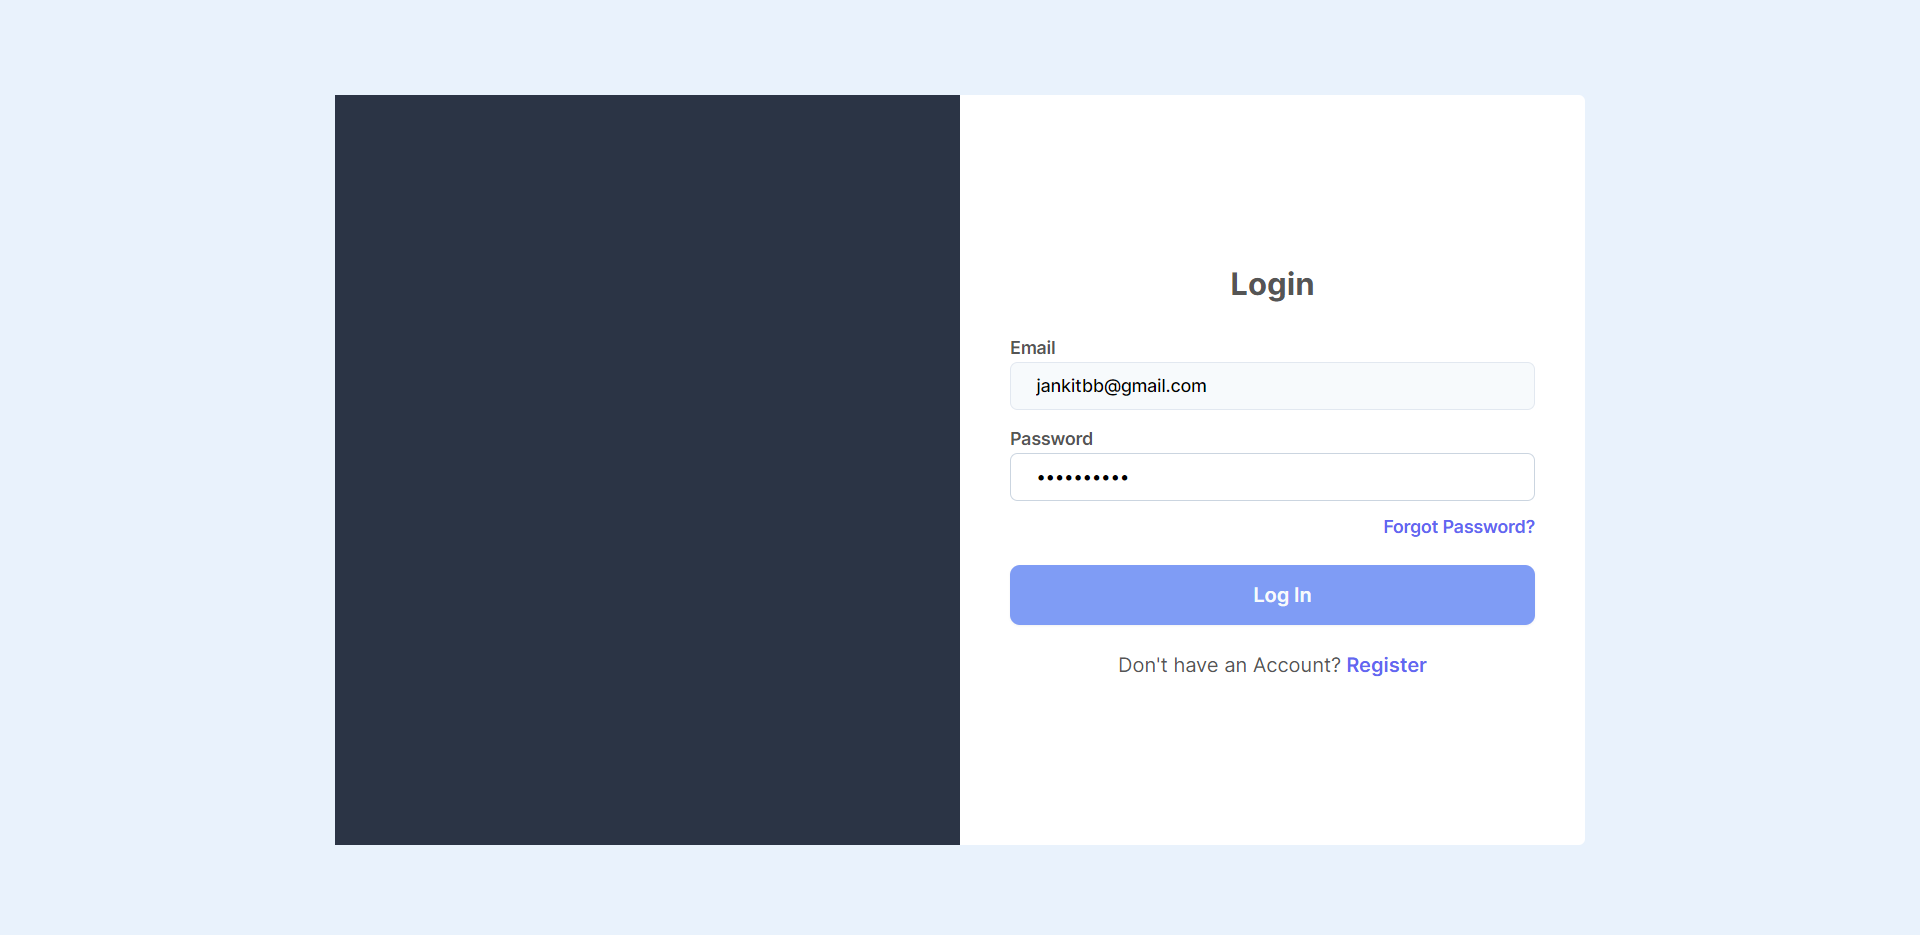 Login
Email
jankitbb@gmail.com
Password
••••••••••
Forgot Password?
Log In
Don't have an Account? Register